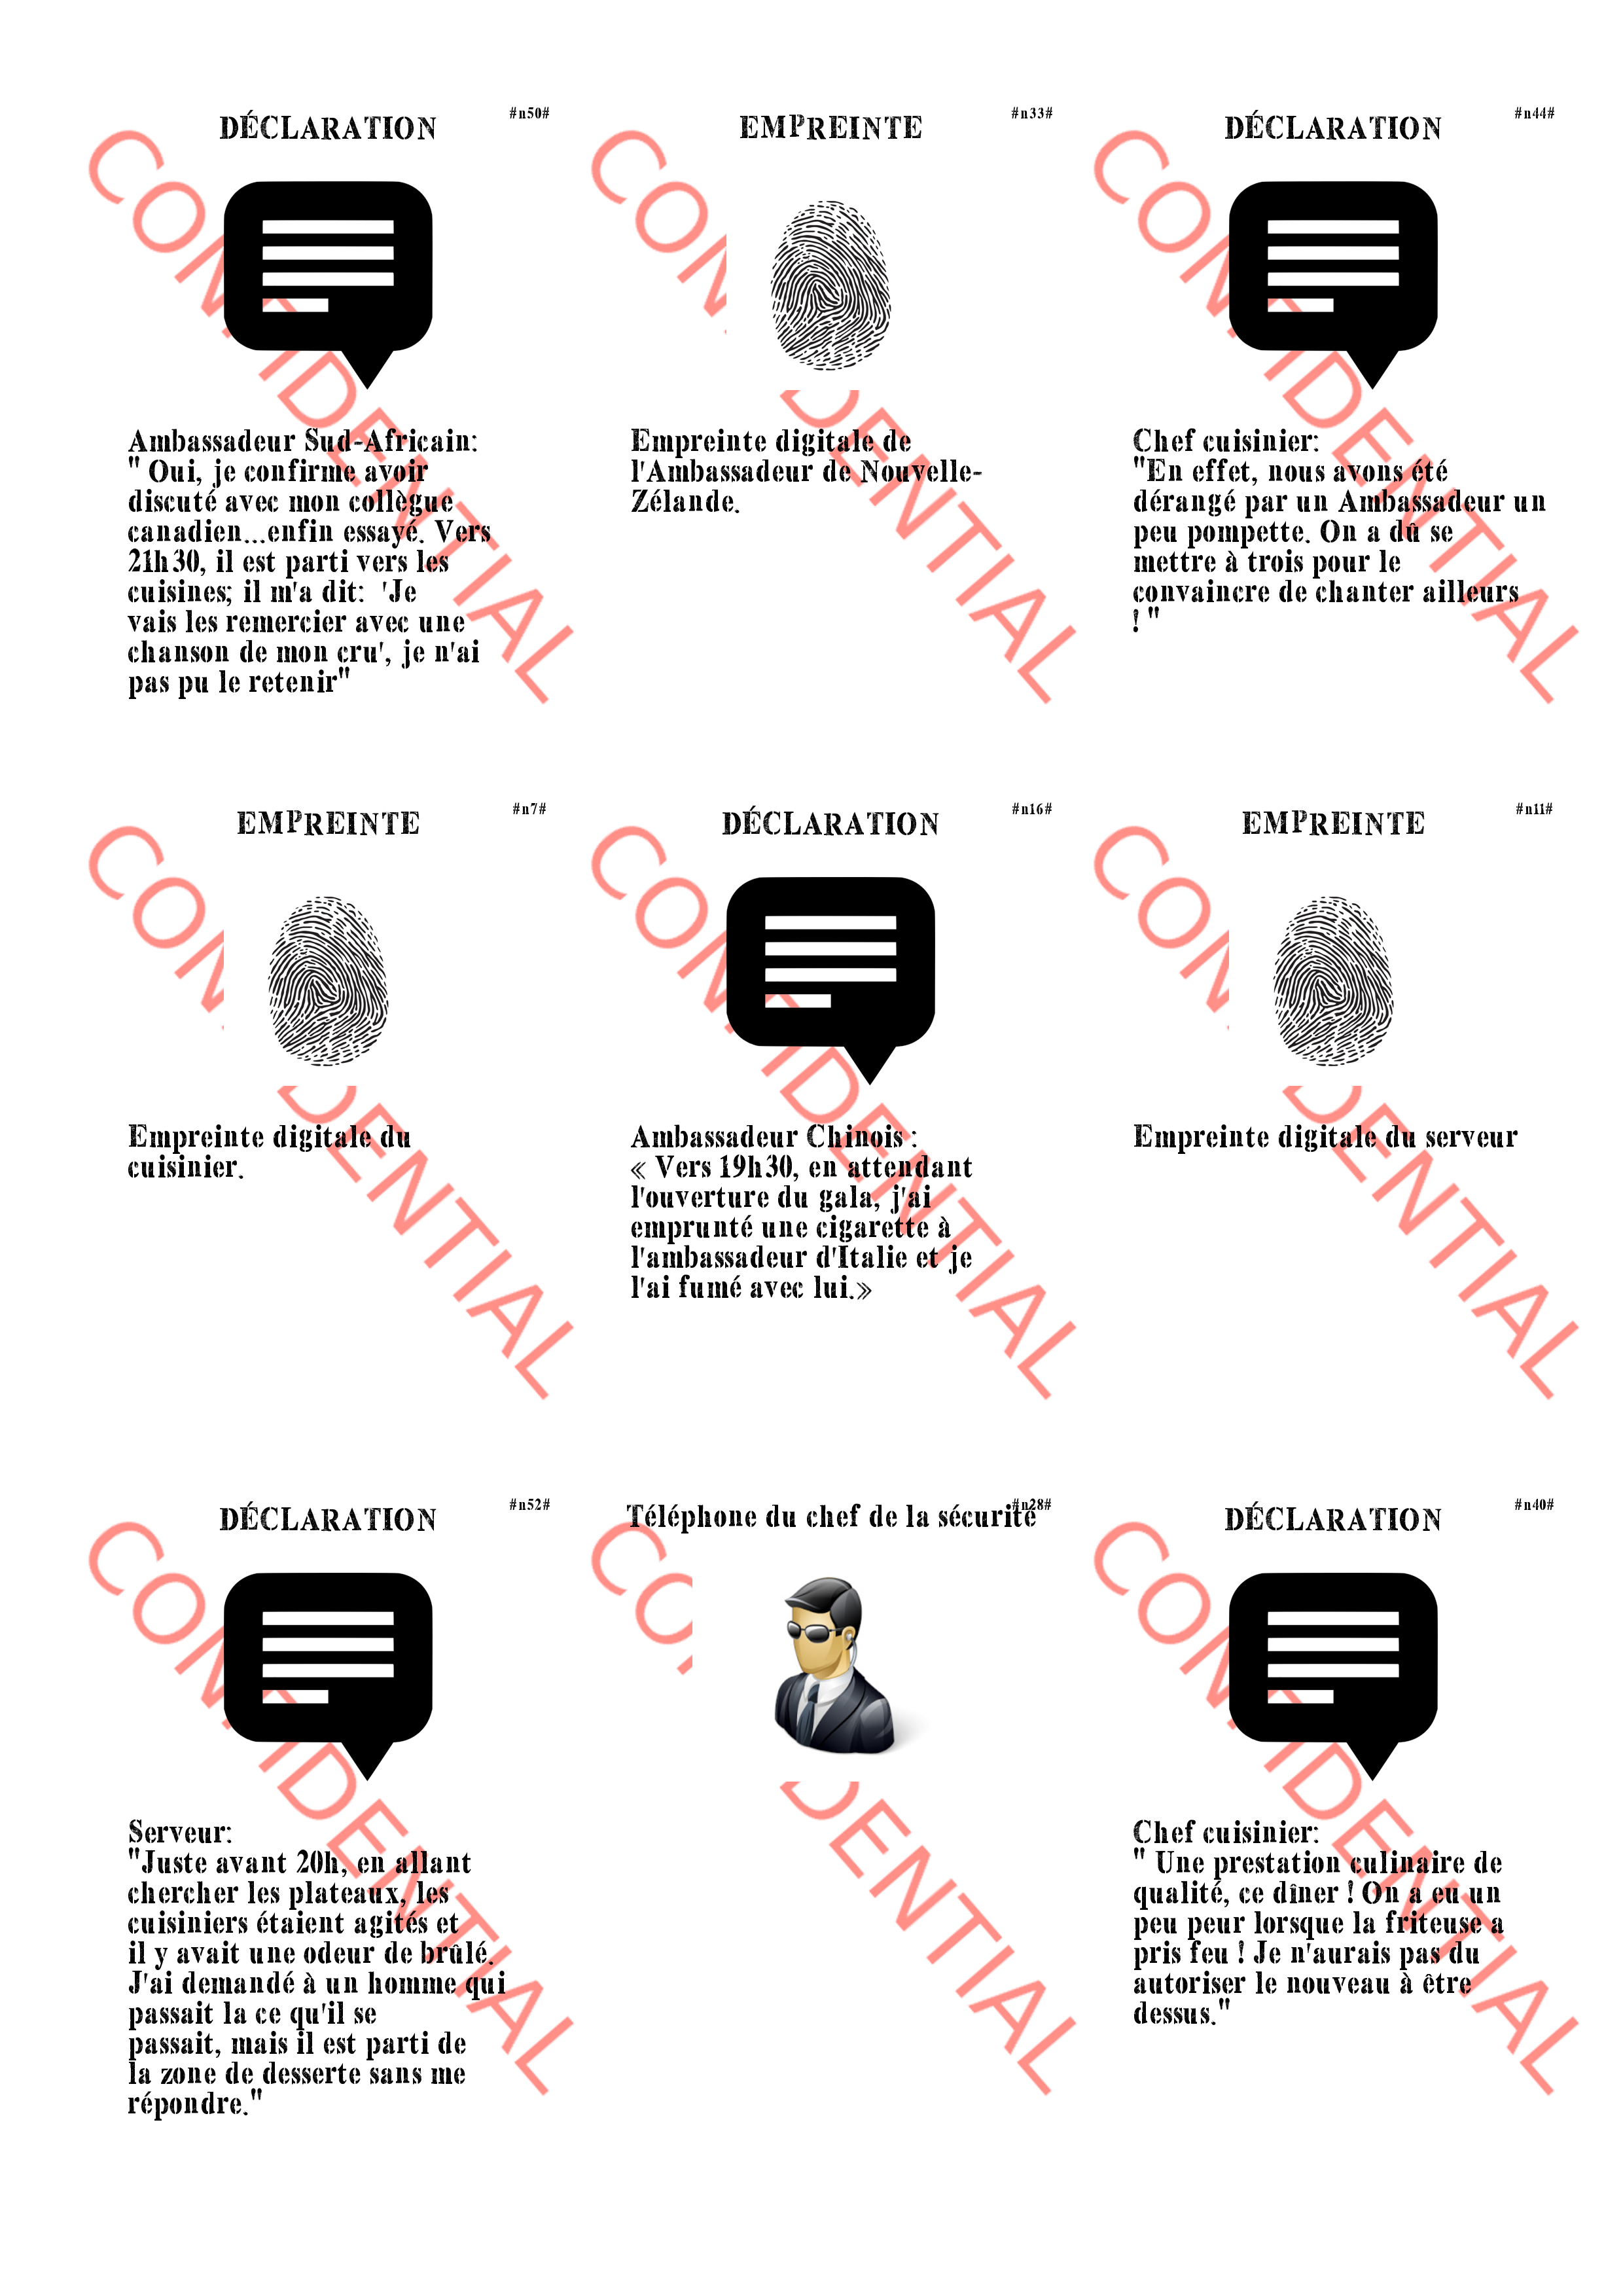 #n50#
DÉCLARATION
CONFIDENTIAL
Ambassadeur Sud-Africain:
" Oui, je confirme avoir
discuté avec mon collègue
canadien...enfin essayé. Vers
21h30, il est parti vers les
cuisines; il m'a dit:  'Je
vais les remercier avec une
chanson de mon cru', je n'ai
pas pu le retenir"
#n33#
EMPREINTE
CONFIDENTIAL
Empreinte digitale de
l'Ambassadeur de Nouvelle-
Zélande.
#n44#
DÉCLARATION
CONFIDENTIAL
Chef cuisinier:
"En effet, nous avons été
dérangé par un Ambassadeur un
peu pompette. On a dû se
mettre à trois pour le
convaincre de chanter ailleurs
! "
#n7#
EMPREINTE
CONFIDENTIAL
Empreinte digitale du
cuisinier.
#n16#
DÉCLARATION
CONFIDENTIAL
Ambassadeur Chinois :
« Vers 19h30, en attendant
l'ouverture du gala, j'ai
emprunté une cigarette à
l'ambassadeur d'Italie et je
l'ai fumé avec lui.»
#n11#
EMPREINTE
CONFIDENTIAL
Empreinte digitale du serveur
#n52#
DÉCLARATION
CONFIDENTIAL
Serveur:
"Juste avant 20h, en allant
chercher les plateaux, les
cuisiniers étaient agités et
il y avait une odeur de brûlé.
J'ai demandé à un homme qui
passait la ce qu'il se
passait, mais il est parti de
la zone de desserte sans me
répondre."
#n28#
Téléphone du chef de la sécurité
CONFIDENTIAL
#n40#
DÉCLARATION
CONFIDENTIAL
Chef cuisinier:
" Une prestation culinaire de
qualité, ce dîner ! On a eu un
peu peur lorsque la friteuse a
pris feu ! Je n'aurais pas du
autoriser le nouveau à être
dessus."